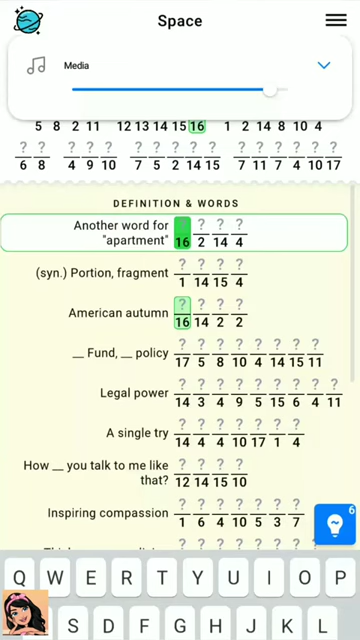 Space
Media
5 8 2 11 12 13 14 15 16 1 2 14 8 10 4
? ? ? ? ? ? ? ? ? ? ? ? ? ? ? ?
6 8 4 9 10 7 5 2 14 15 7 11 7 4 10 17
DEFINITION & WORDS
Another word for
"apartment"
? ? ?
16 2 14 4
(syn.) Portion, fragment
? ? ? ?
1 14 15 4
American autumn
? ? ? ?
16 14 2 2
__ Fund, __ policy
? ? ? ? ? ? ? ?
17 5 8 10 4 14 15 11
Legal power
? ? ? ? ? ? ? ? ?
14 3 4 9 5 15 6 4 11
A single try
? ? ? ? ? ? ?
14 4 4 10 17 1 4
How __ you talk to me like
that?
? ? ? ?
12 14 15 10
Inspiring compassion
? ? ? ? ? ? ?
1 6 4 10 5 3 7
6
Q W E R T Y U I O P
S D F G H J K L